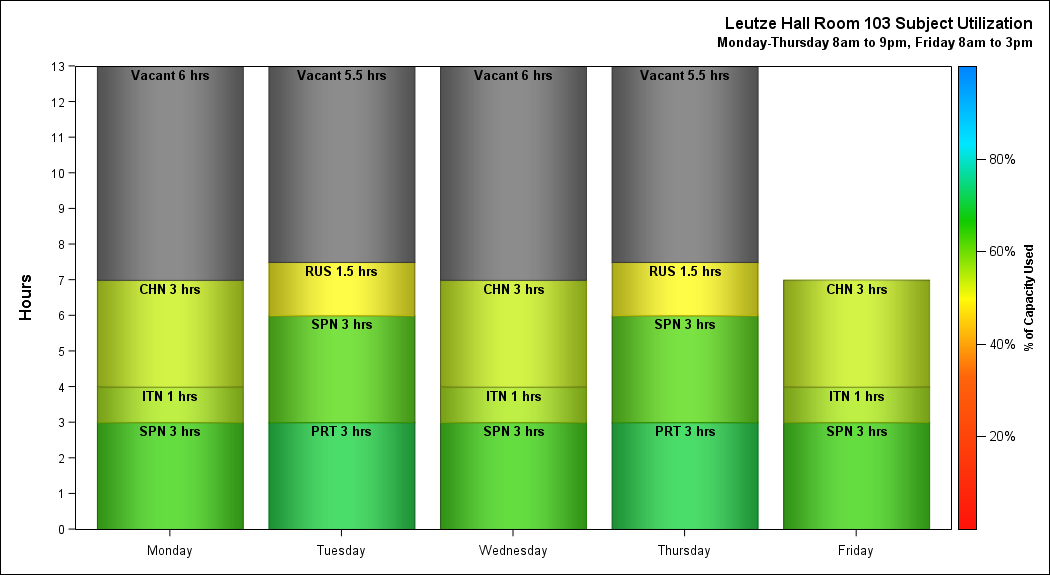 Leutze Hall Room 103 Subject Utilization
Monday-Thursday 8am to 9pm, Friday 8am to 3pm
Hours
13
12
11
10
9
8
7
6
5
4
3
2
1
0
Vacant 6 hrs
CHN 3 hrs
ITN 1 hrs
SPN 3 hrs
Vacant 5.5 hrs
RUS 1.5 hrs
SPN 3 hrs
PRT 3 hrs
Vacant 6 hrs
CHN 3 hrs
ITN 1 hrs
SPN 3 hrs
Vacant 5.5 hrs
RUS 1.5 hrs
SPN 3 hrs
PRT 3 hrs
CHN 3 hrs
ITN 1 hrs
SPN 3 hrs
Monday
Tuesday
Wednesday
Thursday
Friday
80%
60%
40%
20%
% of Capacity Used